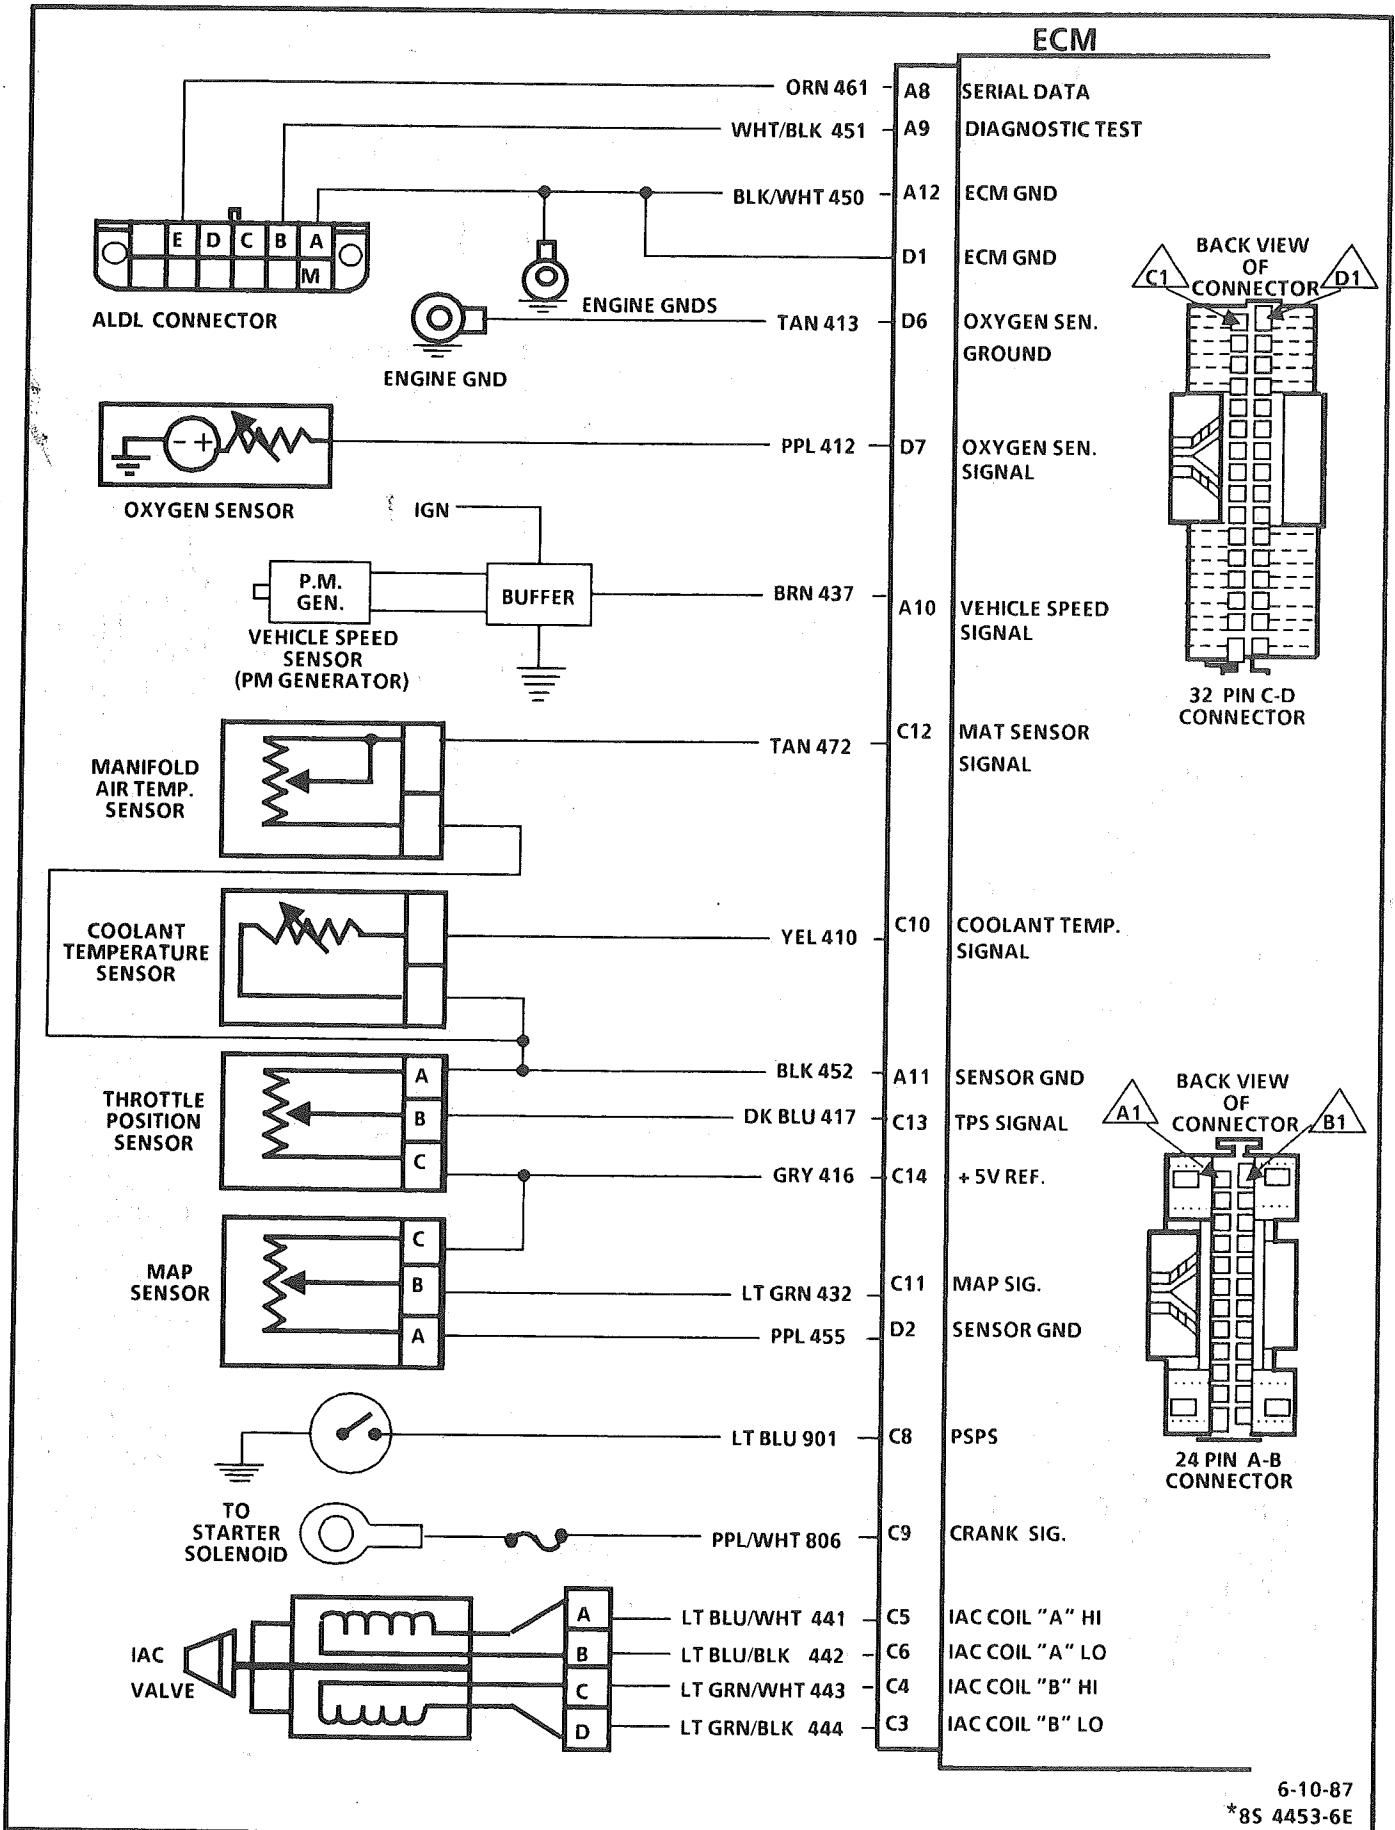 ECM
ORN 461
A8
SERIAL DATA
WHT/BLK 451
A9
DIAGNOSTIC TEST
BLK/WHT 450
A12
ECM GND
E D C B A
M
ALDL CONNECTOR
D1
ECM GND
ENGINE GNDS
ENGINE GND
TAN 413
D6
OXYGEN SEN.
GROUND
BACK VIEW
OF
CONNECTOR
C1
D1
- +
OXYGEN SENSOR
PPL 412
D7
OXYGEN SEN.
SIGNAL
IGN
P.M.
GEN.
BUFFER
BRN 437
A10
VEHICLE SPEED
SIGNAL
VEHICLE SPEED
SENSOR
(PM GENERATOR)
32 PIN C-D
CONNECTOR
MANIFOLD
AIR TEMP.
SENSOR
TAN 472
C12
MAT SENSOR
SIGNAL
COOLANT
TEMPERATURE
SENSOR
YEL 410
C10
COOLANT TEMP.
SIGNAL
THROTTLE
POSITION
SENSOR
A
B
C
BLK 452
A11
SENSOR GND
DK BLU 417
C13
TPS SIGNAL
GRY 416
C14
+ 5V REF.
BACK VIEW
OF
CONNECTOR
A1
B1
MAP
SENSOR
C
B
A
LT GRN 432
C11
MAP SIG.
PPL 455
D2
SENSOR GND
LT BLU 901
C8
PSPS
24 PIN A-B
CONNECTOR
TO
STARTER
SOLENOID
PPL/WHT 806
C9
CRANK SIG.
IAC
VALVE
A
LT BLU/WHT 441
C5
IAC COIL "A" HI
B
LT BLU/BLK 442
C6
IAC COIL "A" LO
C
LT GRN/WHT 443
C4
IAC COIL "B" HI
D
LT GRN/BLK 444
C3
IAC COIL "B" LO
6-10-87
*8S 4453-6E